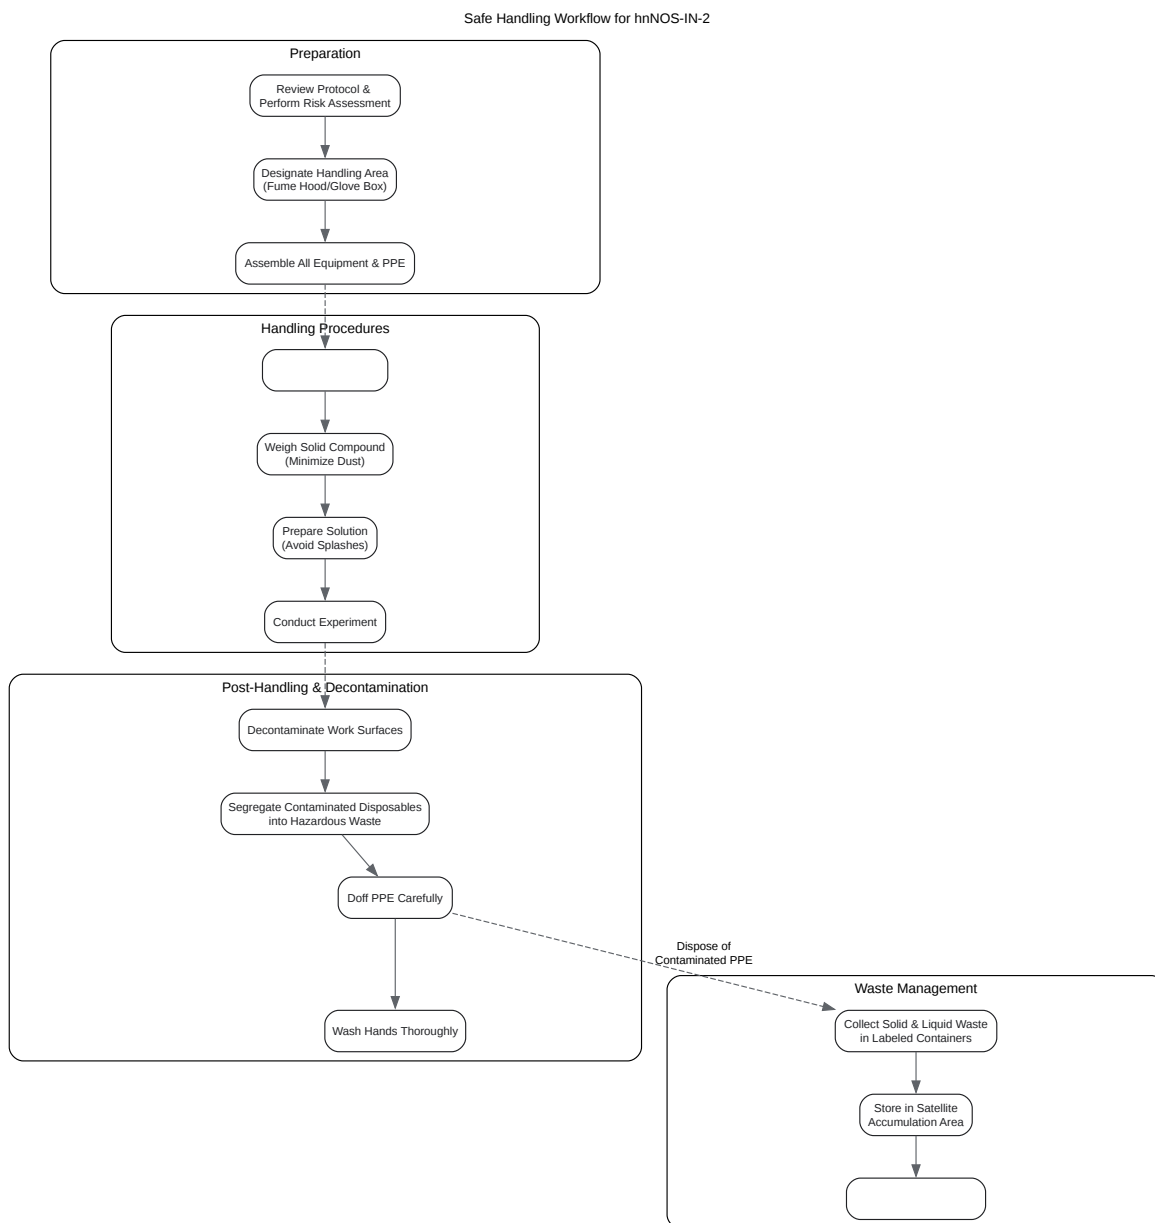 Safe Handling Workflow for hnNOS-IN-2
Preparation
Review Protocol &
Perform Risk Assessment
Designate Handling Area
(Fume Hood/Glove Box)
Assemble All Equipment & PPE
Handling Procedures
Weigh Solid Compound
(Minimize Dust)
Prepare Solution
(Avoid Splashes)
Conduct Experiment
Post-Handling & Decontamination
Decontaminate Work Surfaces
Segregate Contaminated Disposables
into Hazardous Waste
Doff PPE Carefully
Wash Hands Thoroughly
Dispose of
Contaminated PPE
Waste Management
Collect Solid & Liquid Waste
in Labeled Containers
Store in Satellite
Accumulation Area